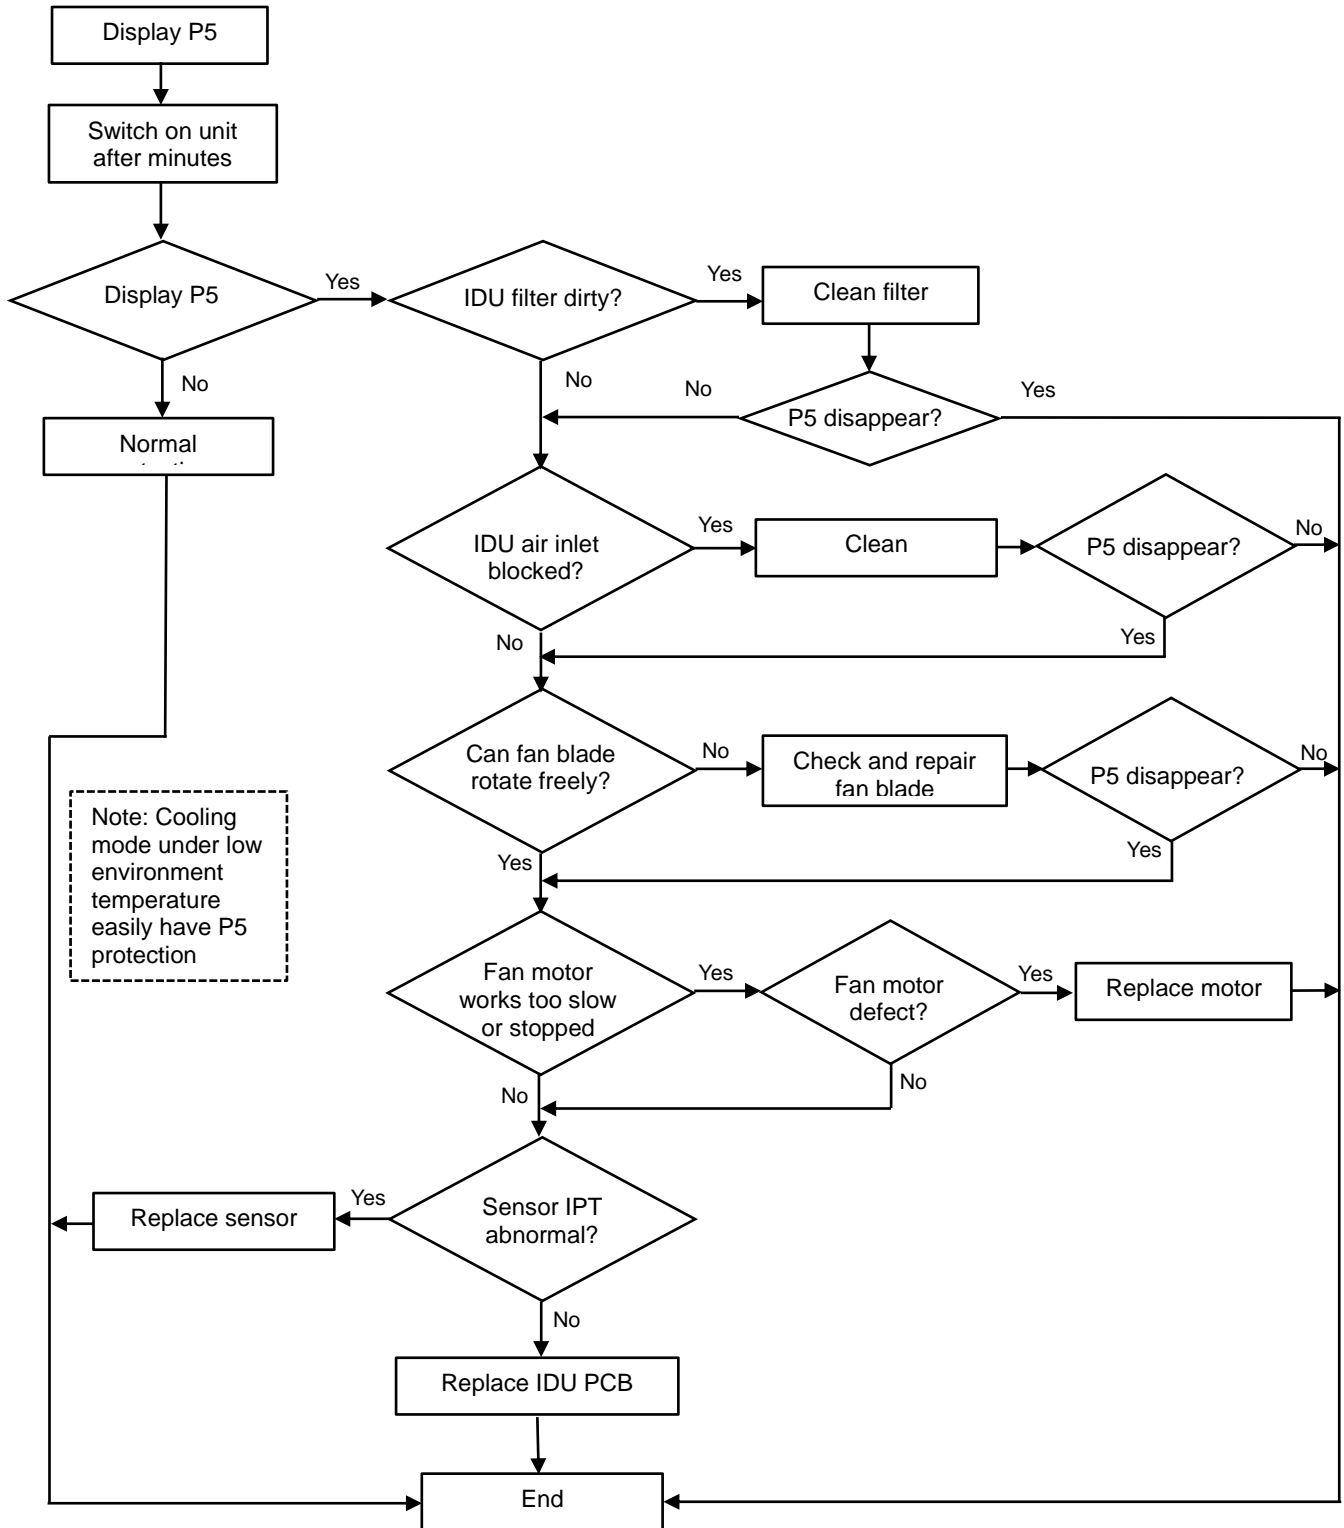 Display P5
Switch on unit
after minutes
Display P5
Yes
IDU filter dirty?
Yes
Clean filter
No
No
No
P5 disappear?
Yes
Normal
IDU air inlet
blocked?
Yes
Clean
P5 disappear?
No
No
Yes
Can fan blade
rotate freely?
No
Check and repair
fan blade
P5 disappear?
No
Yes
Yes
Note: Cooling
mode under low
environment
temperature
easily have P5
protection
Fan motor
works too slow
or stopped
Yes
Fan motor
defect?
Yes
Replace motor
No
No
Sensor IPT
abnormal?
Yes
Replace sensor
No
Replace IDU PCB
End